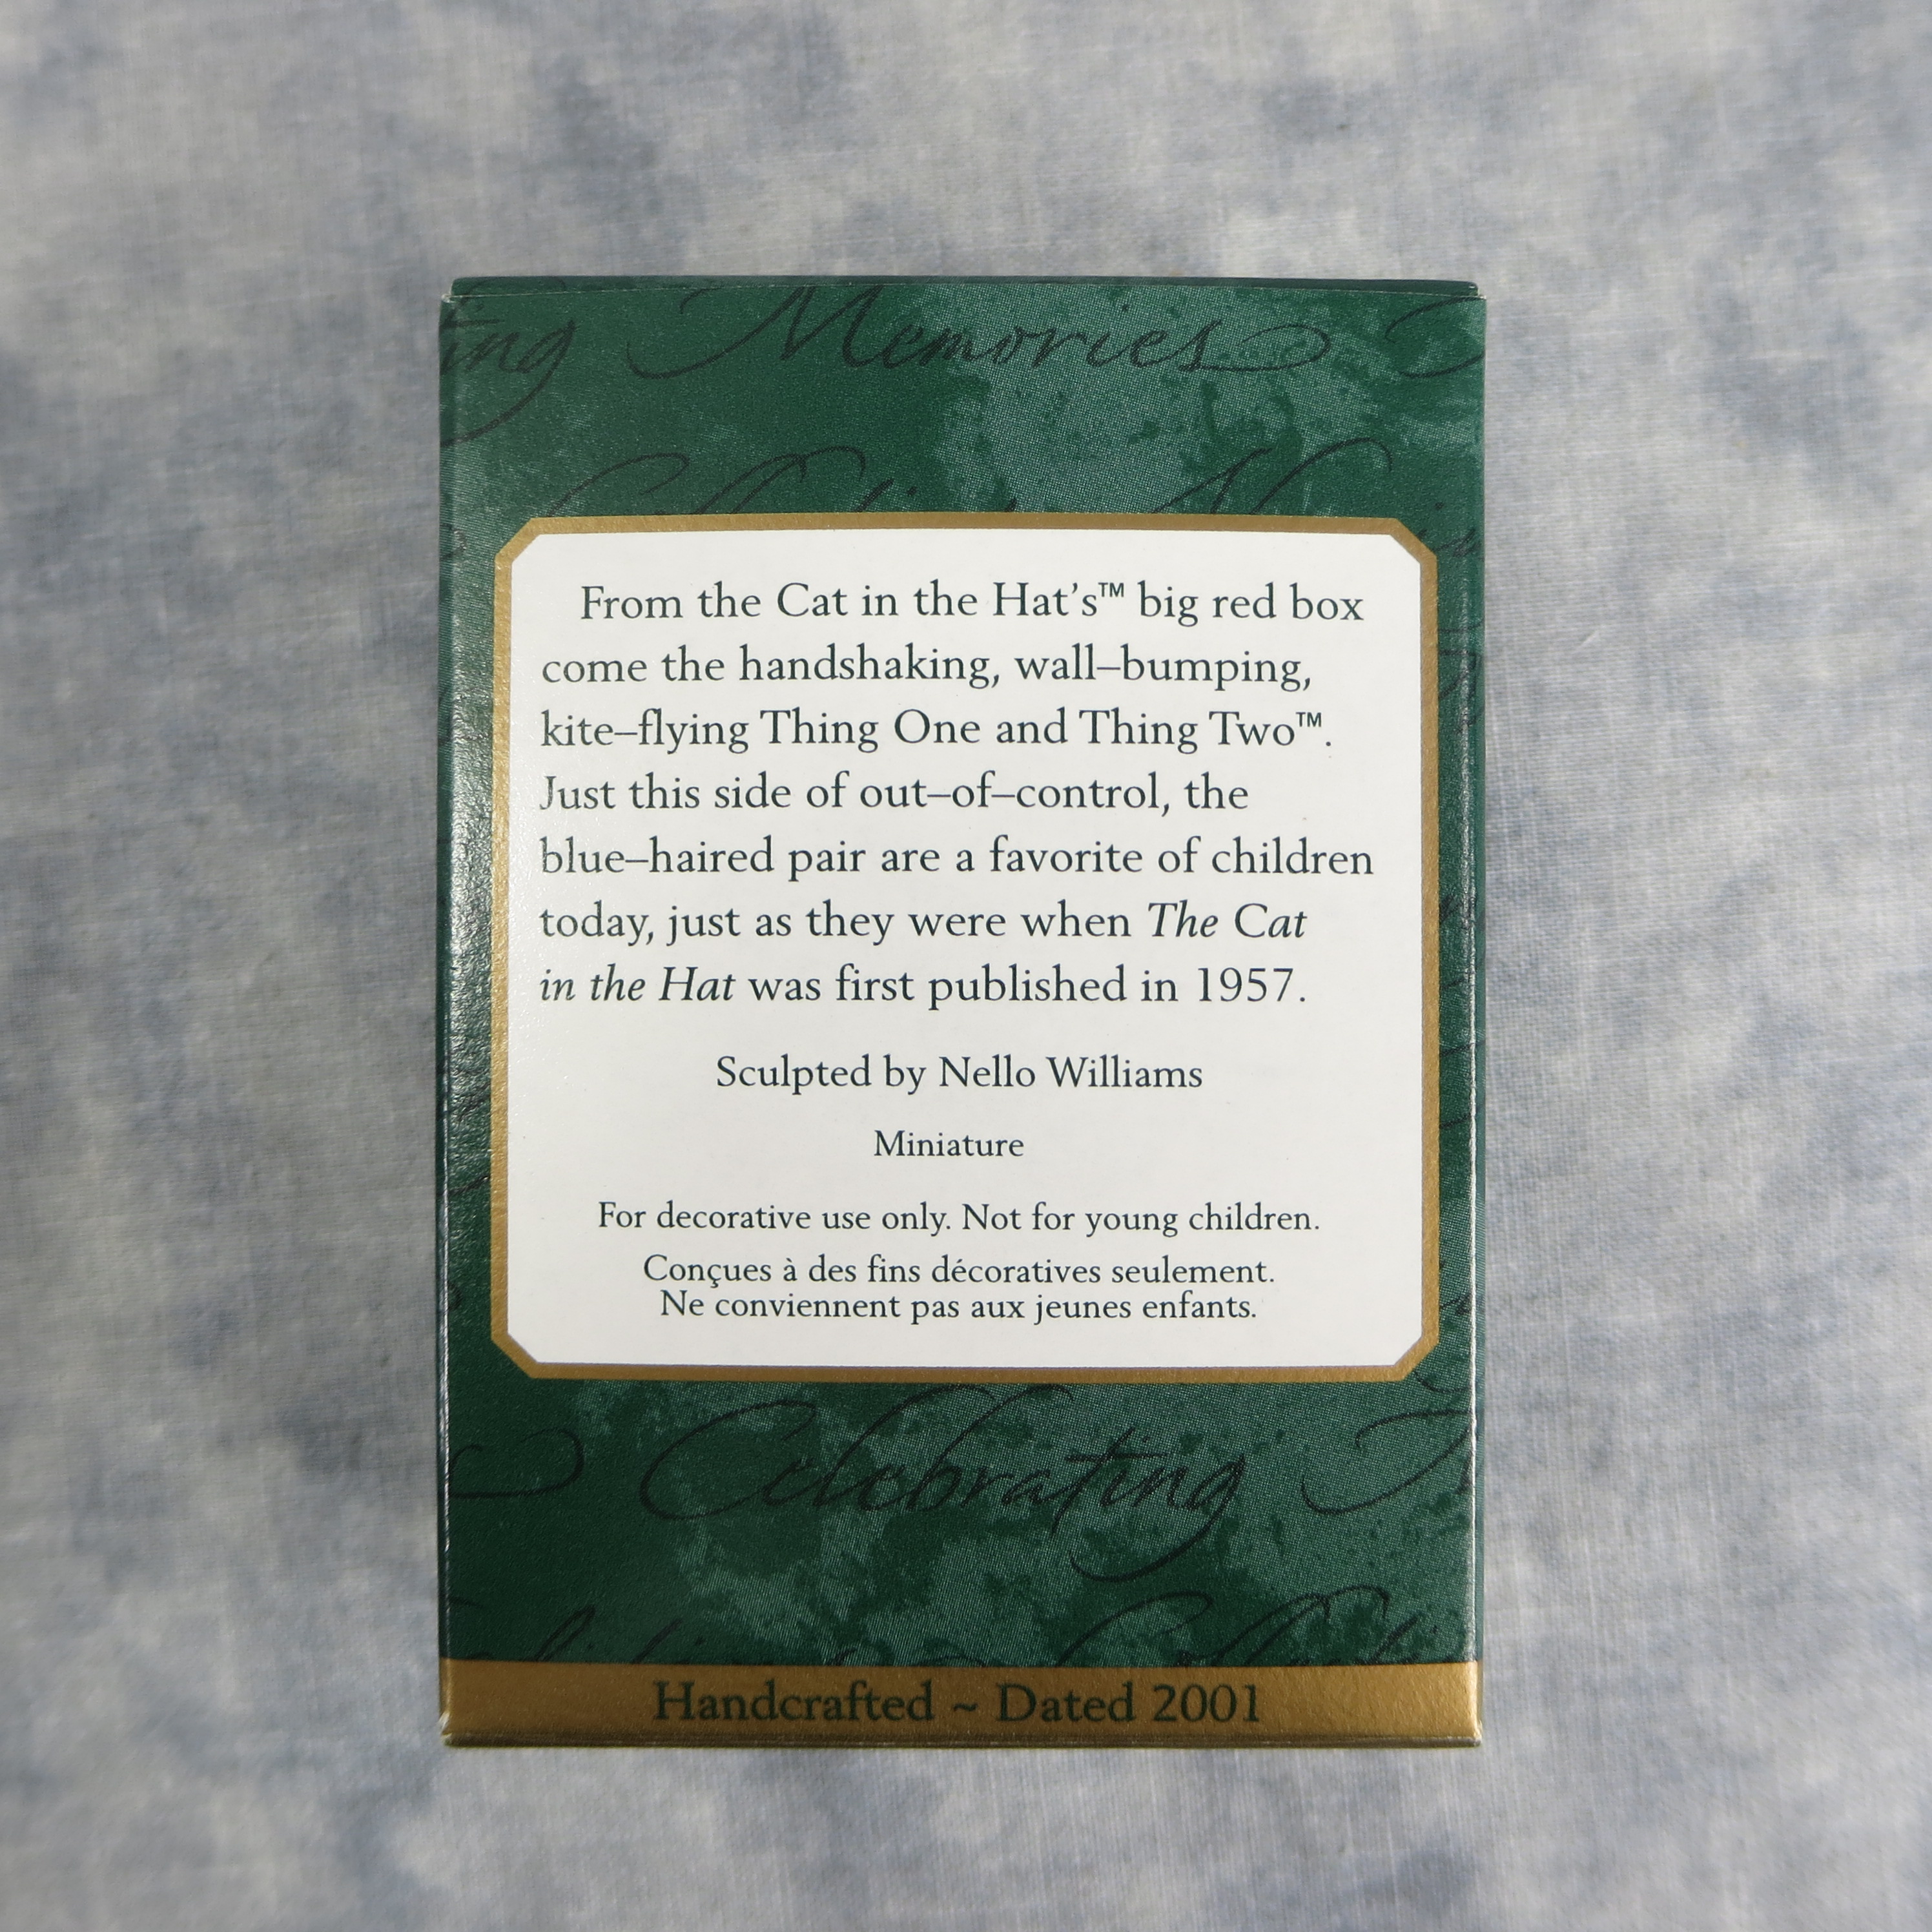 ing Memories
From the Cat in the Hat's™ big red box
come the handshaking, wall–bumping,
kite–flying Thing One and Thing Two™.
Just this side of out–of–control, the
blue–haired pair are a favorite of children
today, just as they were when The Cat
in the Hat was first published in 1957.
Sculpted by Nello Williams
Miniature
For decorative use only. Not for young children.
Conçues à des fins décoratives seulement.
Ne conviennent pas aux jeunes enfants.
Celebrating
Handcrafted ~ Dated 2001